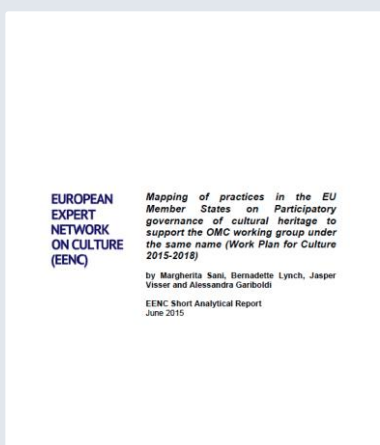 EUROPEAN
EXPERT
NETWORK
ON CULTURE
(EENC)
Mapping of practices in the EU
Member States on Participatory
governance of cultural heritage to
support the OMC working group under
the same name (Work Plan for Culture
2015-2018)
by Margherita Sani, Bernadette Lynch, Jasper
Visser and Alessandra Gariboldi
EENC Short Analytical Report
June 2015